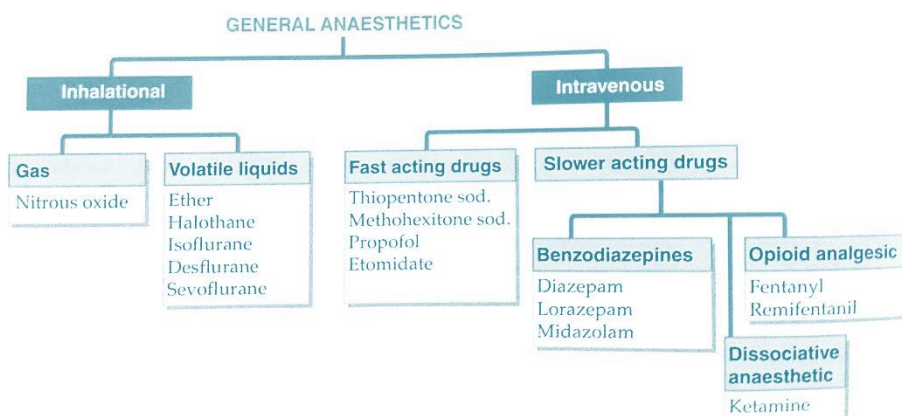 GENERAL ANAESTHETICS
Inhalational
Intravenous
Gas
Nitrous oxide
Volatile liquids
Ether
Halothane
Isoflurane
Desflurane
Sevoflurane
Fast acting drugs
Thiopentone sod.
Methohexitone sod.
Propofol
Etomidate
Slower acting drugs
Benzodiazepines
Diazepam
Lorazepam
Midazolam
Opioid analgesic
Fentanyl
Remifentanil
Dissociative
anaesthetic
Ketamine